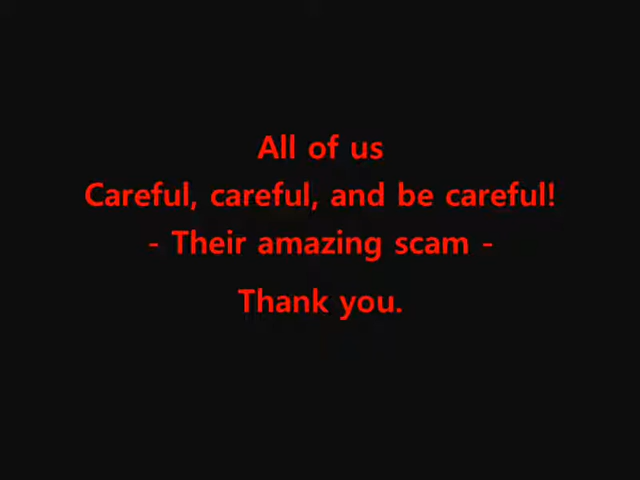 All of us
Careful, careful, and be careful!
- Their amazing scam -
Thank you.